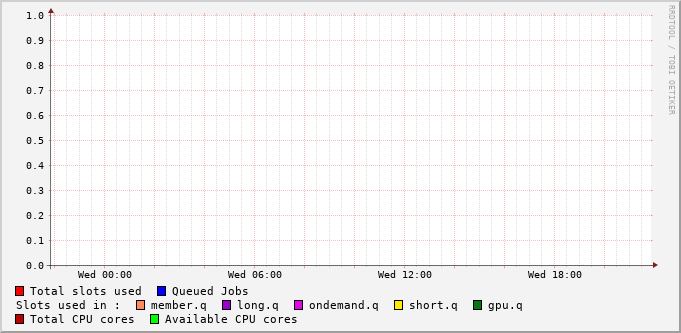 1.0
0.9
0.8
0.7
0.6
0.5
0.4
0.3
0.2
0.1
0.0
Wed 00:00 Wed 06:00 Wed 12:00 Wed 18:00
Total slots used Queued Jobs
Slots used in : member.q long.q ondemand.q short.q gpu.q
Total CPU cores Available CPU cores
RRDTOOL / TOBI OETIKER